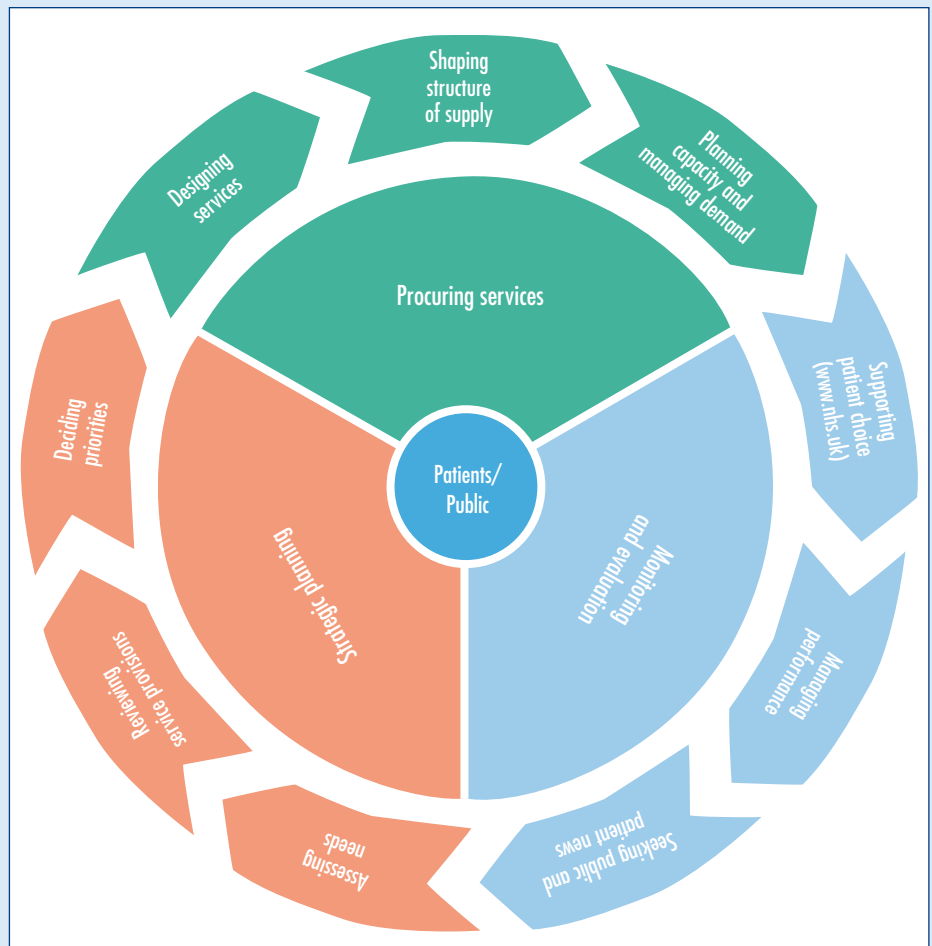 Shaping
structure
of supply
Planning
capacity and
managing demand
Supporting
patient choice
(www.nhs.uk)
Managing
performance
Seeking public and
patient news
Assessing
needs
Reviewing
service provisions
Deciding
priorities
Designing
services
Procuring services
Monitoring
and evaluation
Strategic planning
Patients/
Public